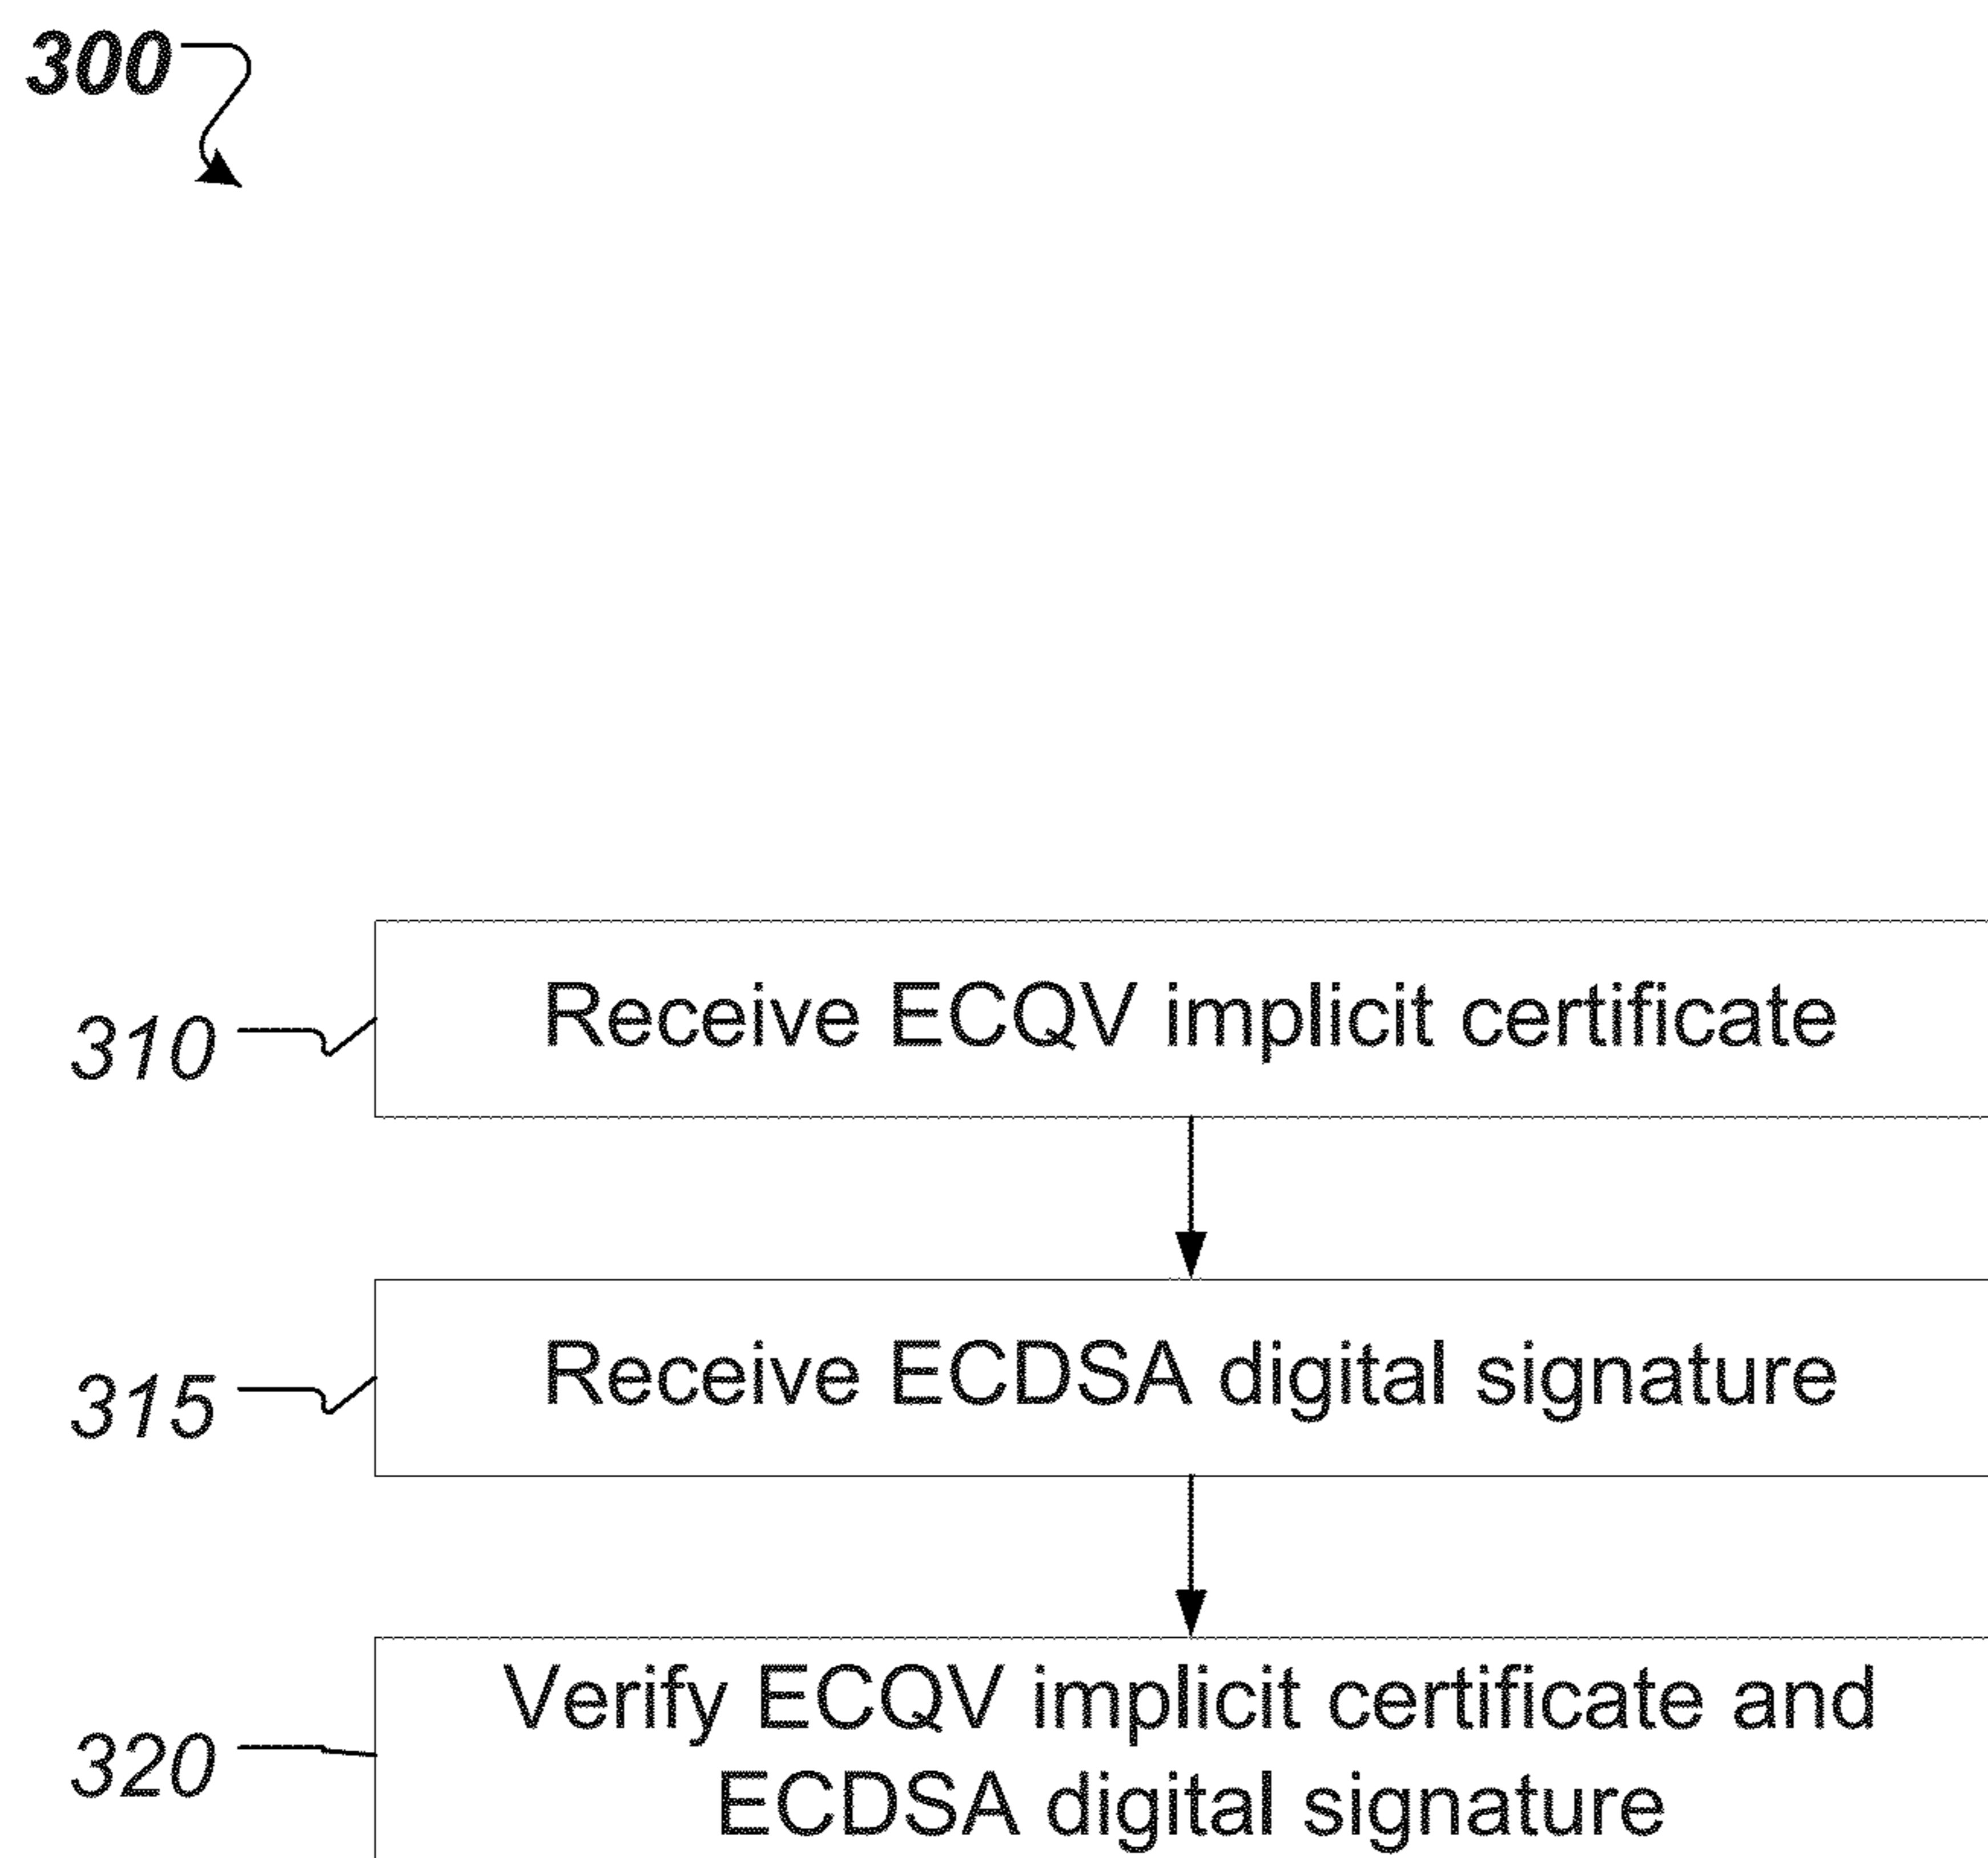 300
310
Receive ECQV implicit certificate
315
Receive ECDSA digital signature
320
Verify ECQV implicit certificate and
ECDSA digital signature